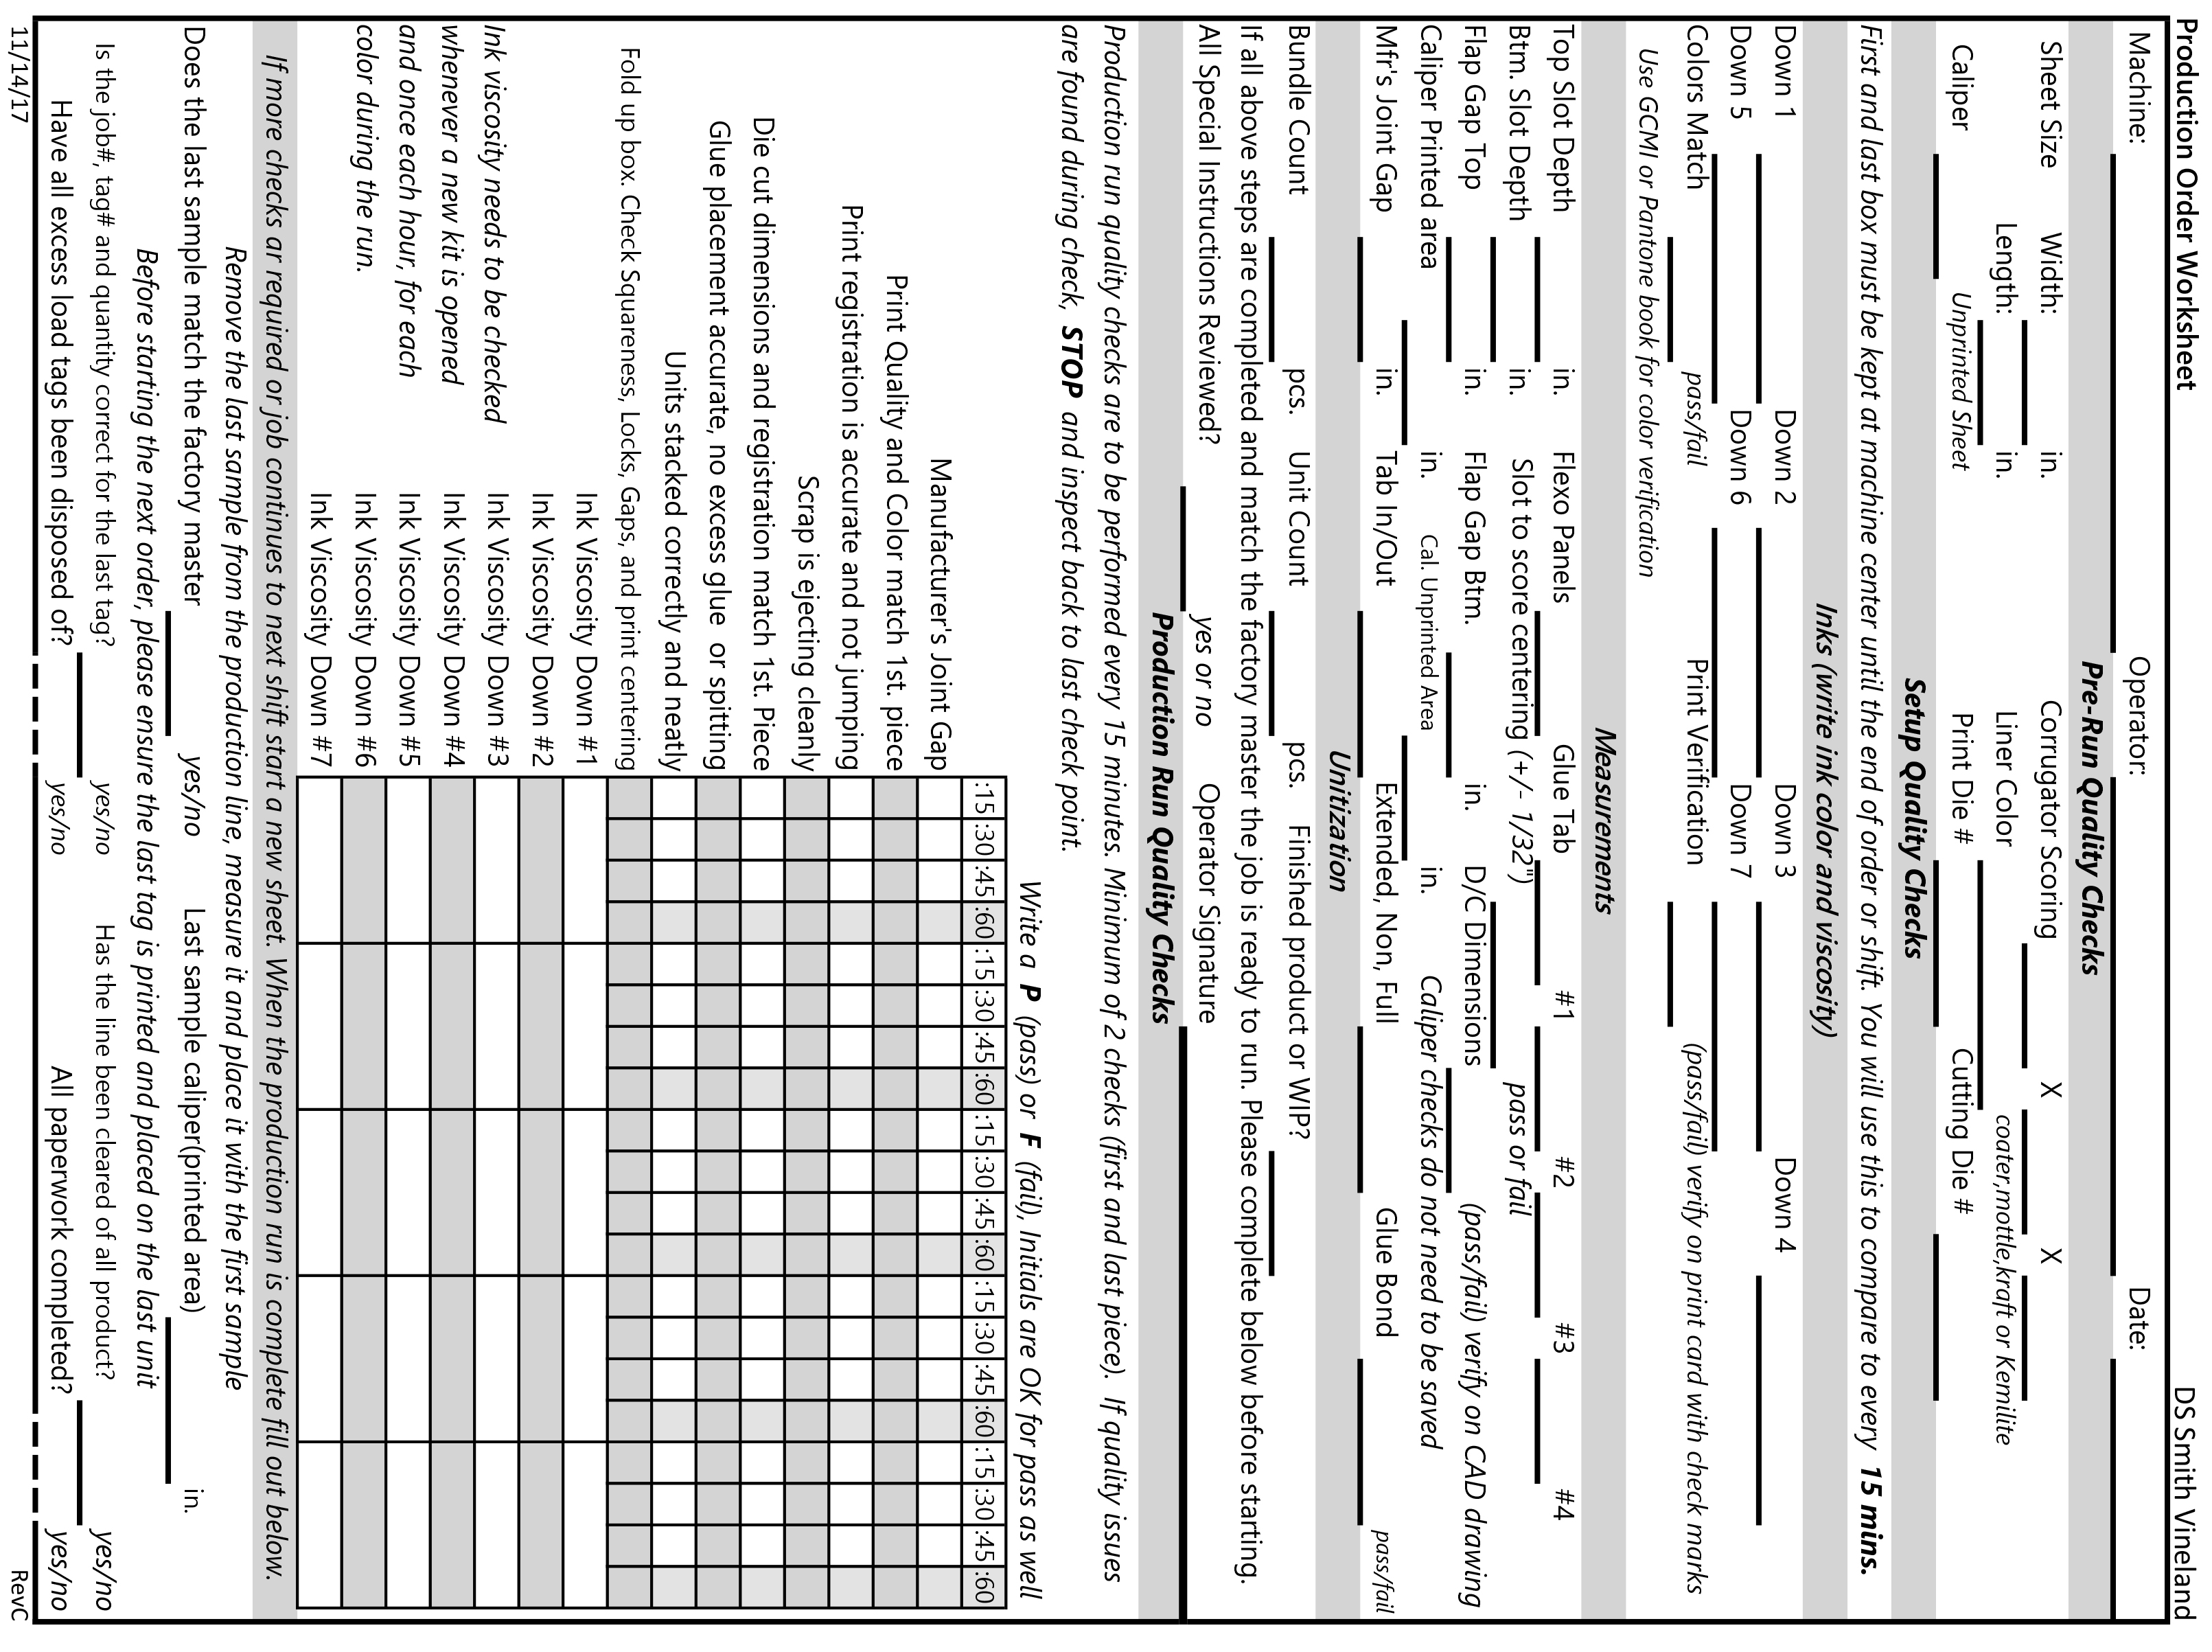 Production Order Worksheet DS Smith Vineland
Machine: Operator: Date:
Pre-Run Quality Checks
Sheet Size Width: in. Corrugator Scoring X X
Length: in. Liner Color coater,mottle,kraft or Kemilite
Caliper Unprinted Sheet Print Die # Cutting Die #
Setup Quality Checks
First and last box must be kept at machine center until the end of order or shift. You will use this to compare to every 15 mins.
Inks (write ink color and viscosity)
Down 1 Down 2 Down 3 Down 4
Down 5 Down 6 Down 7
Colors Match pass/fail Print Verification (pass/fail) verify on print card with check marks
Use GCMI or Pantone book for color verification
Measurements
Top Slot Depth in. Flexo Panels Glue Tab #1 #2 #3 #4
Btm. Slot Depth in. Slot to score centering (+/- 1/32") pass or fail
Flap Gap Top in. Flap Gap Btm. in. D/C Dimensions (pass/fail) verify on CAD drawing
Caliper Printed area in. Cal. Unprinted Area in. Caliper checks do not need to be saved
Mfr's Joint Gap in. Tab In/Out Extended, Non, Full Glue Bond pass/fail
Unitization
Bundle Count pcs. Unit Count pcs. Finished product or WIP?
If all above steps are completed and match the factory master the job is ready to run. Please complete below before starting.
All Special Instructions Reviewed? yes or no Operator Signature
Production Run Quality Checks
Production run quality checks are to be performed every 15 minutes. Minimum of 2 checks (first and last piece). If quality issues
are found during check, STOP and inspect back to last check point.
Write a P (pass) or F (fail), Initials are OK for pass as well
:15 :30 :45 :60 :15 :30 :45 :60 :15 :30 :45 :60 :15 :30 :45 :60 :15 :30 :45 :60
Manufacturer's Joint Gap
Print Quality and Color match 1st. piece
Print registration is accurate and not jumping
Scrap is ejecting cleanly
Die cut dimensions and registration match 1st. Piece
Glue placement accurate, no excess glue or spitting
Units stacked correctly and neatly
Fold up box. Check Squareness, Locks, Gaps, and print centering
Ink Viscosity Down #1
Ink Viscosity Down #2
Ink viscosity needs to be checked Ink Viscosity Down #3
whenever a new kit is opened Ink Viscosity Down #4
and once each hour, for each Ink Viscosity Down #5
color during the run. Ink Viscosity Down #6
Ink Viscosity Down #7
If more checks ar required or job continues to next shift start a new sheet. When the production run is complete fill out below.
Remove the last sample from the production line, measure it and place it with the first sample
Does the last sample match the factory master yes/no Last sample caliper(printed area) in.
Before starting the next order, please ensure the last tag is printed and placed on the last unit
Is the job#, tag# and quantity correct for the last tag? yes/no Has the line been cleared of all product? yes/no
Have all excess load tags been disposed of? yes/no All paperwork completed? yes/no
11/14/17 RevC